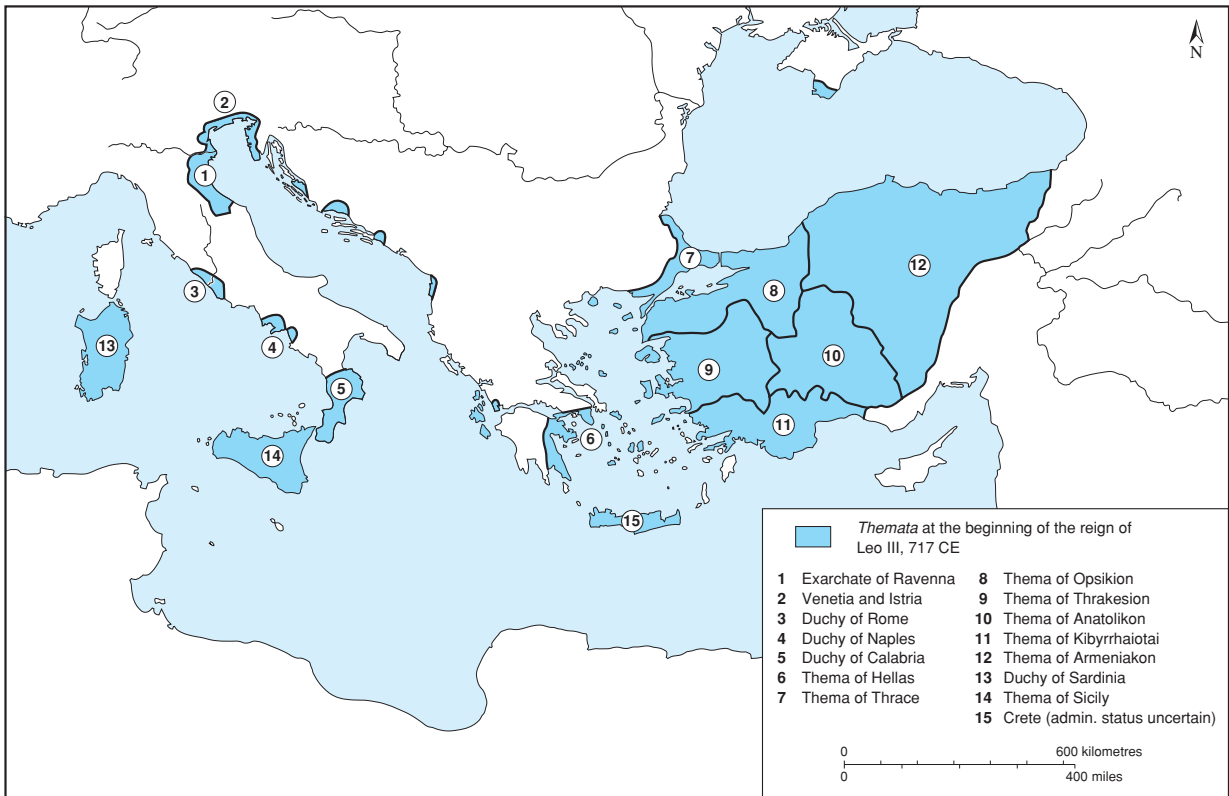 N
2
1
7
12
3
8
13
4
10
9
5
11
6
14
15
Themata at the beginning of the reign of
Leo III, 717 CE
1 Exarchate of Ravenna
2 Venetia and Istria
3 Duchy of Rome
4 Duchy of Naples
5 Duchy of Calabria
6 Thema of Hellas
7 Thema of Thrace
8 Thema of Opsikion
9 Thema of Thrakesion
10 Thema of Anatolikon
11 Thema of Kibyrrhaiotai
12 Thema of Armeniakon
13 Duchy of Sardinia
14 Thema of Sicily
15 Crete (admin. status uncertain)
0 600 kilometres
0 400 miles